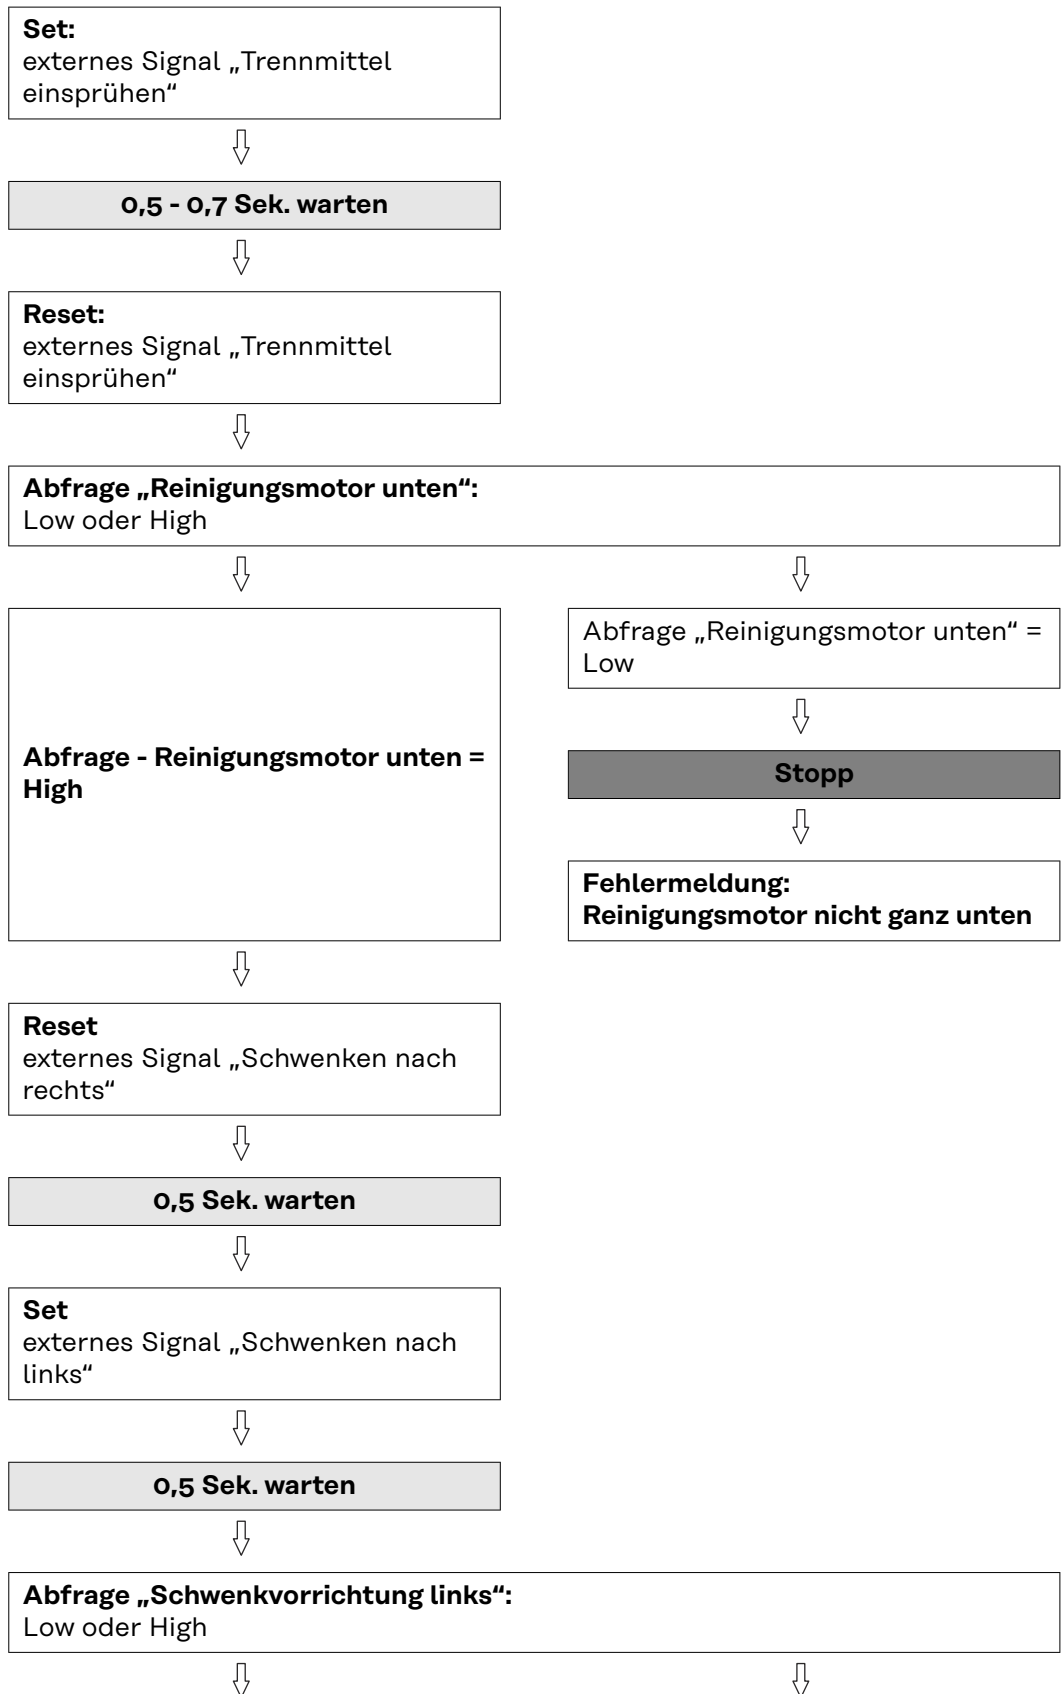 Set:
externes Signal „Trennmittel
einsprühen“
0,5 - 0,7 Sek. warten
Reset:
externes Signal „Trennmittel
einsprühen“
Abfrage „Reinigungsmotor unten“:
Low oder High
Abfrage - Reinigungsmotor unten =
High
Abfrage „Reinigungsmotor unten“ =
Low
Stopp
Fehlermeldung:
Reinigungsmotor nicht ganz unten
Reset
externes Signal „Schwenken nach
rechts“
0,5 Sek. warten
Set
externes Signal „Schwenken nach
links“
0,5 Sek. warten
Abfrage „Schwenkvorrichtung links“:
Low oder High